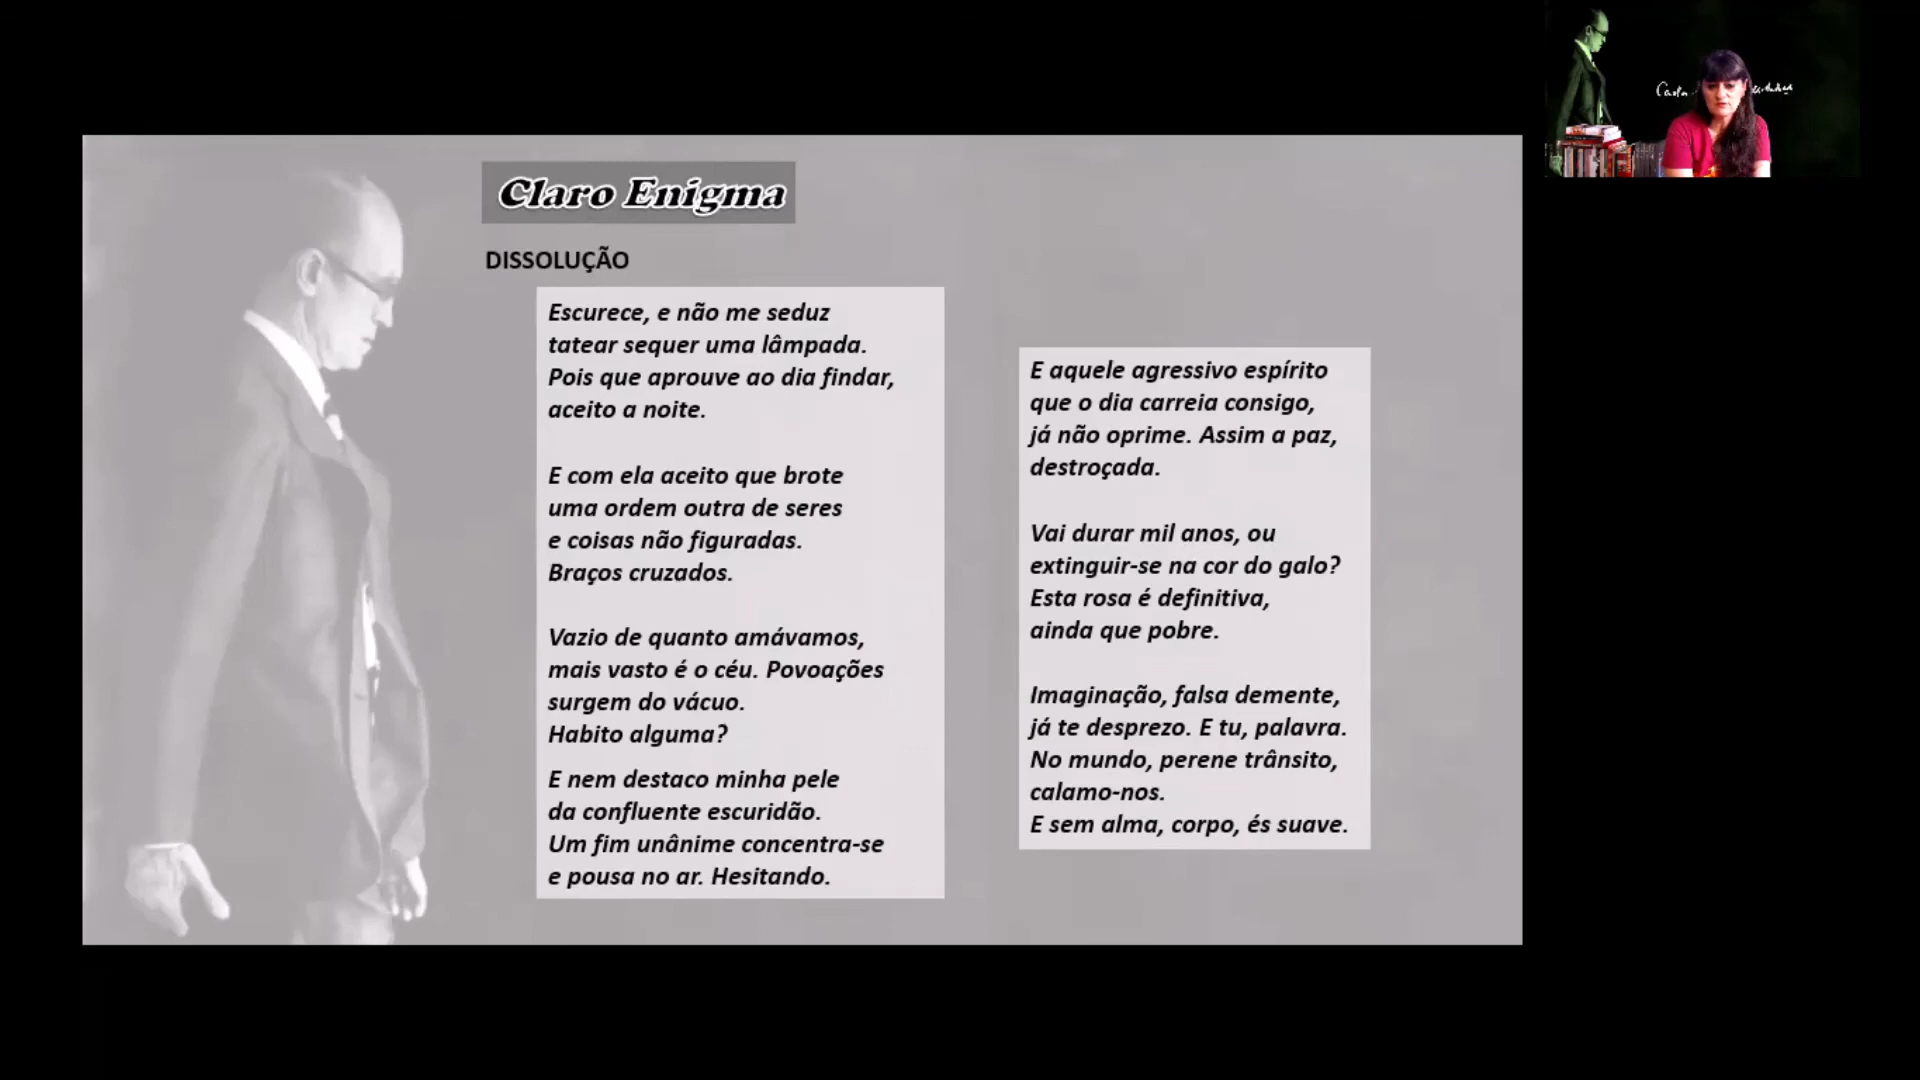 Claro Enigma
DISSOLUÇÃO
Escurece, e não me seduz
tatear sequer uma lâmpada.
Pois que aprouve ao dia findar,
aceito a noite.
E com ela aceito que brote
uma ordem outra de seres
e coisas não figuradas.
Braços cruzados.
Vazio de quanto amávamos,
mais vasto é o céu. Povoações
surgem do vácuo.
Habito alguma?
E nem destaco minha pele
da confluente escuridão.
Um fim unânime concentra-se
e pousa no ar. Hesitando.
E aquele agressivo espírito
que o dia carreia consigo,
já não oprime. Assim a paz,
destroçada.
Vai durar mil anos, ou
extinguir-se na cor do galo?
Esta rosa é definitiva,
ainda que pobre.
Imaginação, falsa demente,
já te desprezo. E tu, palavra.
No mundo, perene trânsito,
calamo-nos.
E sem alma, corpo, és suave.